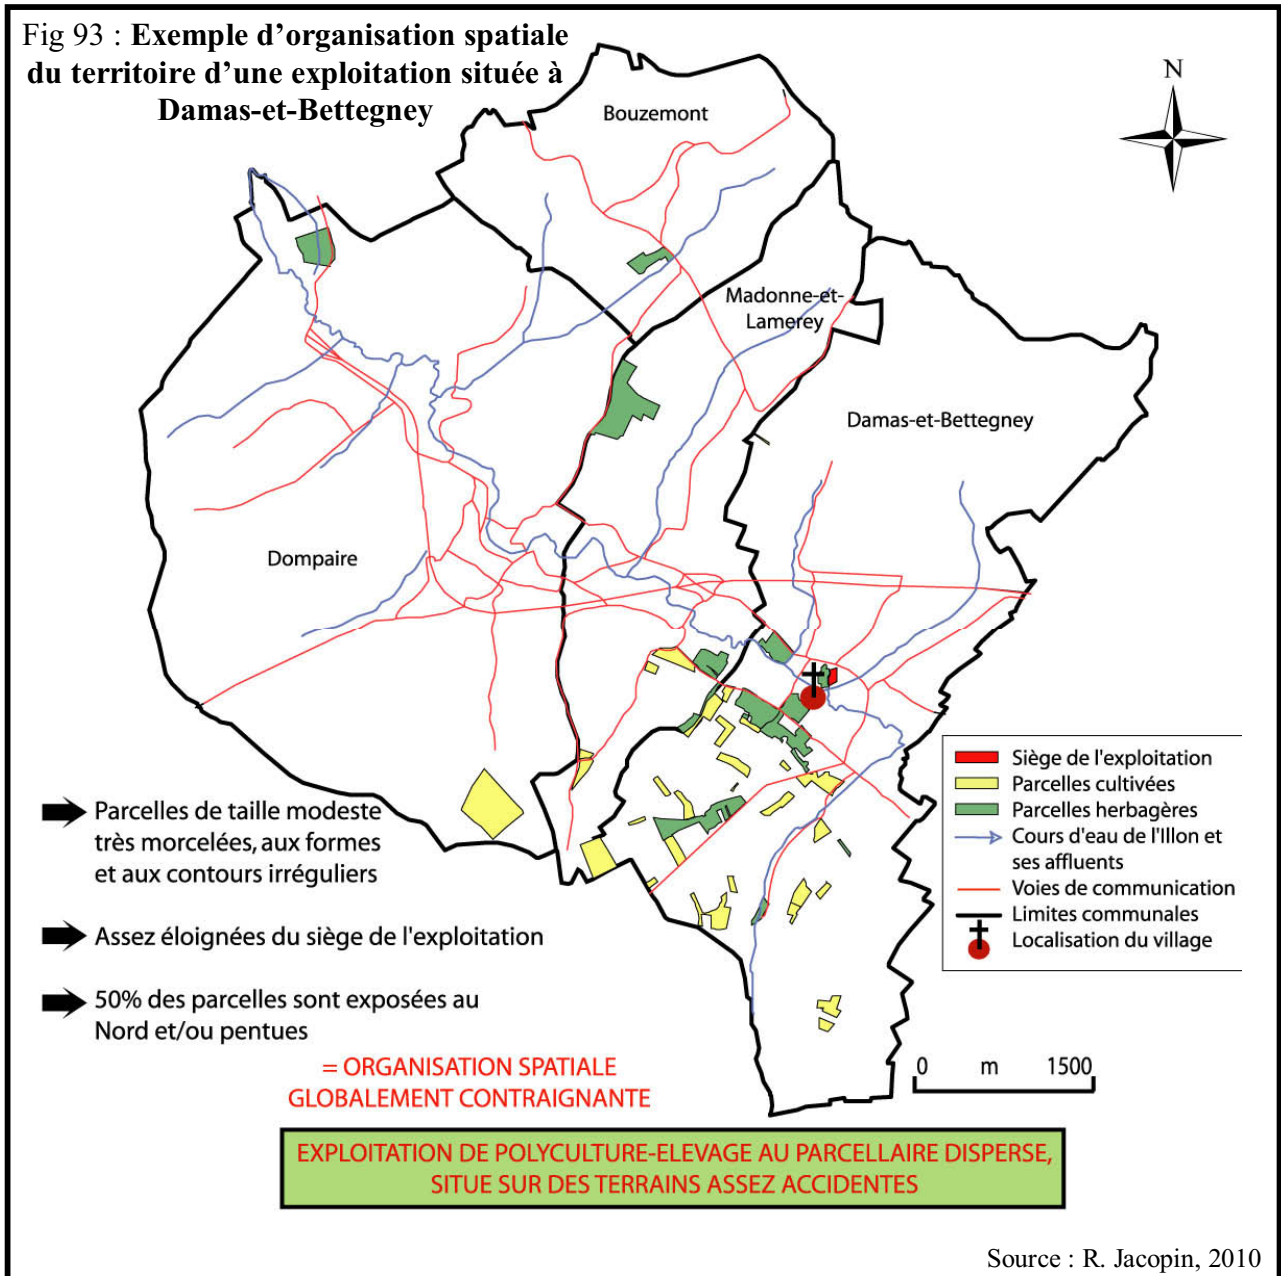 Fig 93 : Exemple d’organisation spatiale
du territoire d’une exploitation située à
Damas-et-Bettegney
N
Bouzemont
Madonne-et-
Lamerey
Damas-et-Bettegney
Dompaire
Siège de l'exploitation
Parcelles cultivées
Parcelles herbagères
Cours d'eau de l'Illon et
ses affluents
Voies de communication
Limites communales
Localisation du village
Parcelles de taille modeste
très morcelées, aux formes
et aux contours irréguliers
Assez éloignées du siège de l'exploitation
50% des parcelles sont exposées au
Nord et/ou pentues
= ORGANISATION SPATIALE
GLOBALEMENT CONTRAIGNANTE
0 m 1500
EXPLOITATION DE POLYCULTURE-ELEVAGE AU PARCELLAIRE DISPERSE,
SITUE SUR DES TERRAINS ASSEZ ACCIDENTES
Source : R. Jacopin, 2010